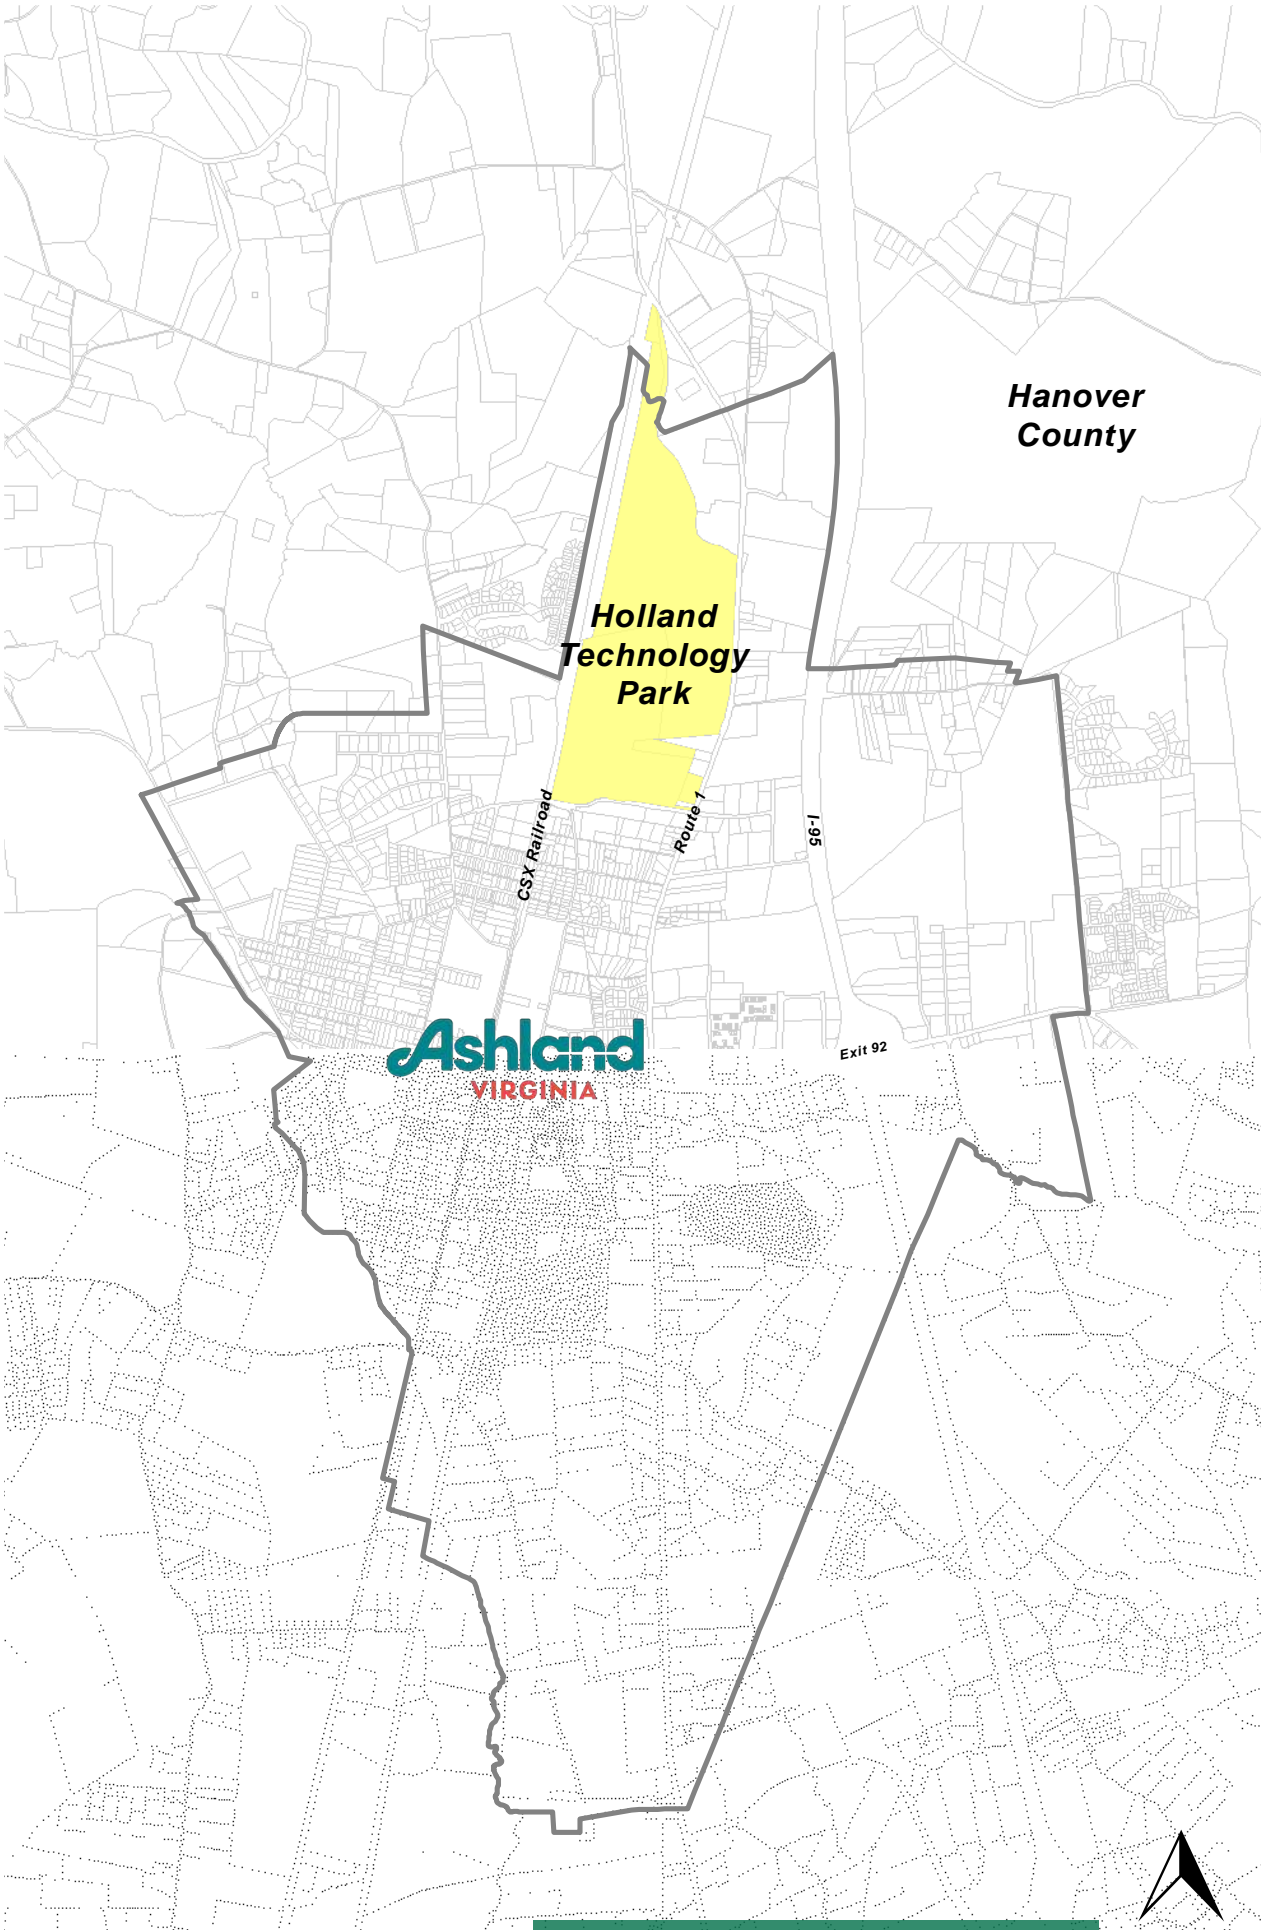 Hanover
County
Holland
Technology
Park
CSX Railroad
Route 1
I-95
Ashland
VIRGINIA
Exit 92